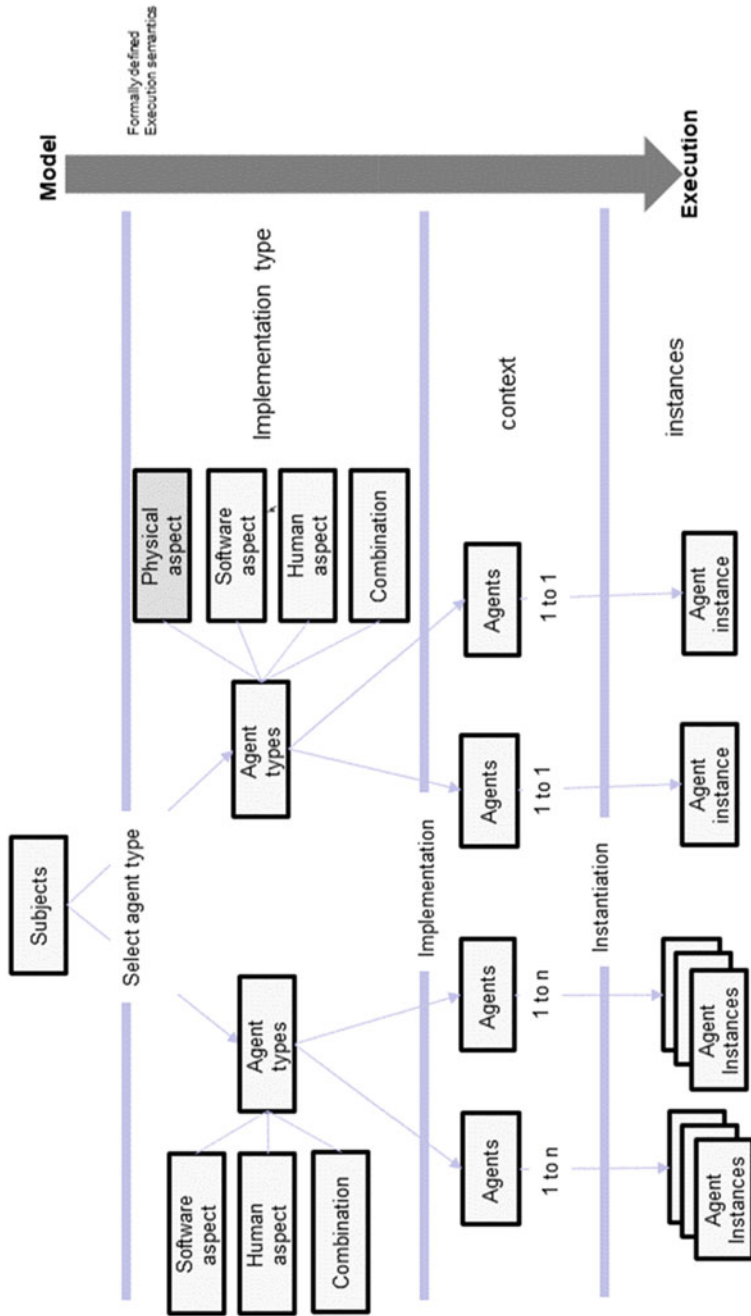 Model
Formally defined
Execution semantics
Subjects
Select agent type
Software
aspect
Human
aspect
Combination
Agent
types
Agent
types
Physical
aspect
Software
aspect
Human
aspect
Combination
Implementation type
Implementation
Agents
Agents
Agents
Agents
context
1 to n
1 to n
1 to 1
1 to 1
Instantiation
Agent
Instances
Agent
Instances
Agent
instance
Agent
instance
instances
Execution